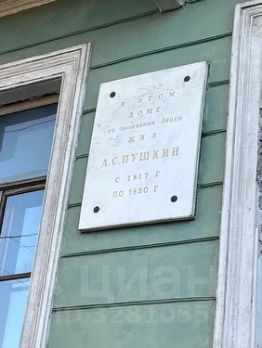 В ЭТОМ
ДОМЕ
ПО ОКОНЧАНИИ ЛИЦЕЯ
ЖИЛ
А.С.ПУШКИН
С 1817 Г.
ПО 1820 Г.
циан